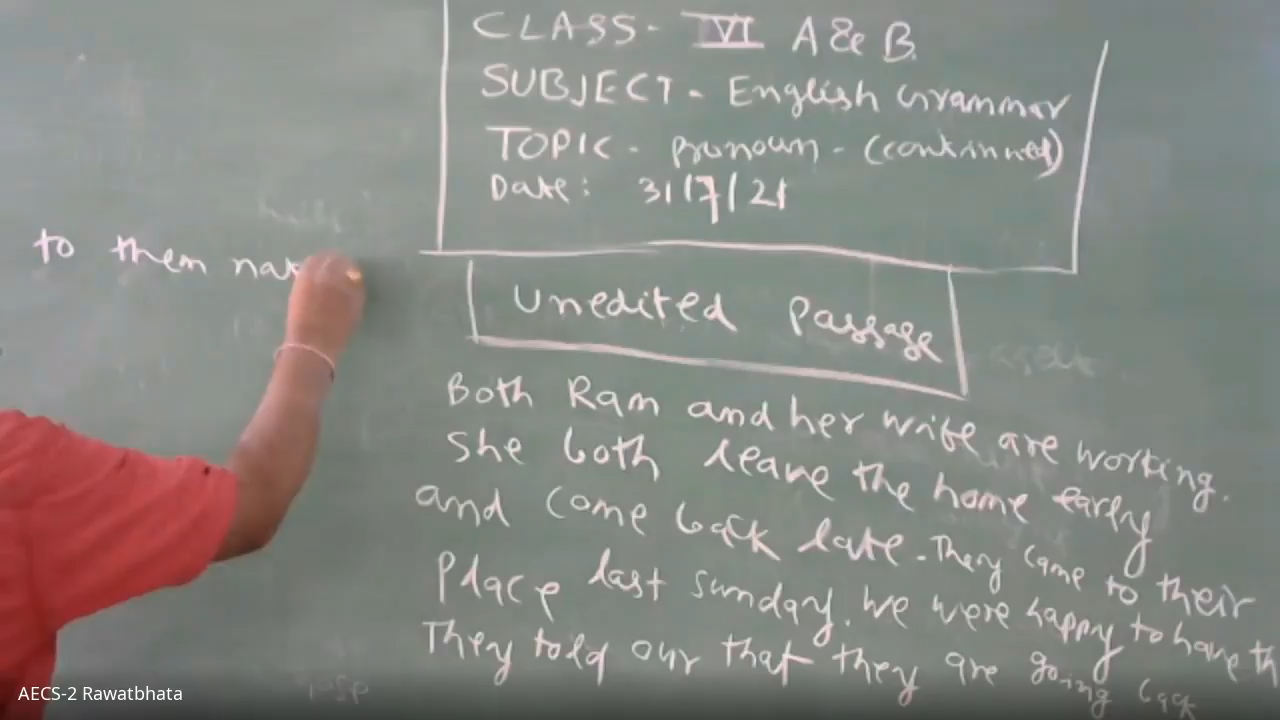 CLASS - VI A & B.
SUBJECT - English Grammar
TOPIC - pronoun - (continued)
Date: 31/7/21
to them
Unedited Passage
Both Ram and her wife are working.
She both leave the home early
and come back late. They came to their
place last sunday. We were happy to have th
They told our that they are going back
AECS-2 Rawatbhata